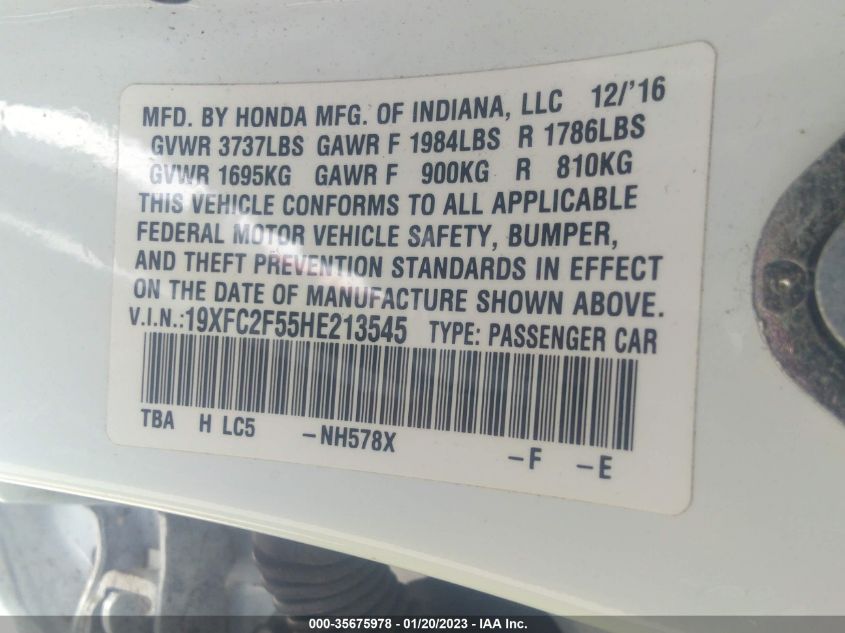 MFD. BY HONDA MFG. OF INDIANA, LLC 12/'16
GVWR 3737LBS GAWR F 1984LBS R 1786LBS
GVWR 1695KG GAWR F 900KG R 810KG
THIS VEHICLE CONFORMS TO ALL APPLICABLE
FEDERAL MOTOR VEHICLE SAFETY, BUMPER,
AND THEFT PREVENTION STANDARDS IN EFFECT
ON THE DATE OF MANUFACTURE SHOWN ABOVE.
V.I.N.:19XFC2F55HE213545 TYPE: PASSENGER CAR
TBA H LC5 -NH578X -F -E
000-35675978 - 01/20/2023 - IAA Inc.